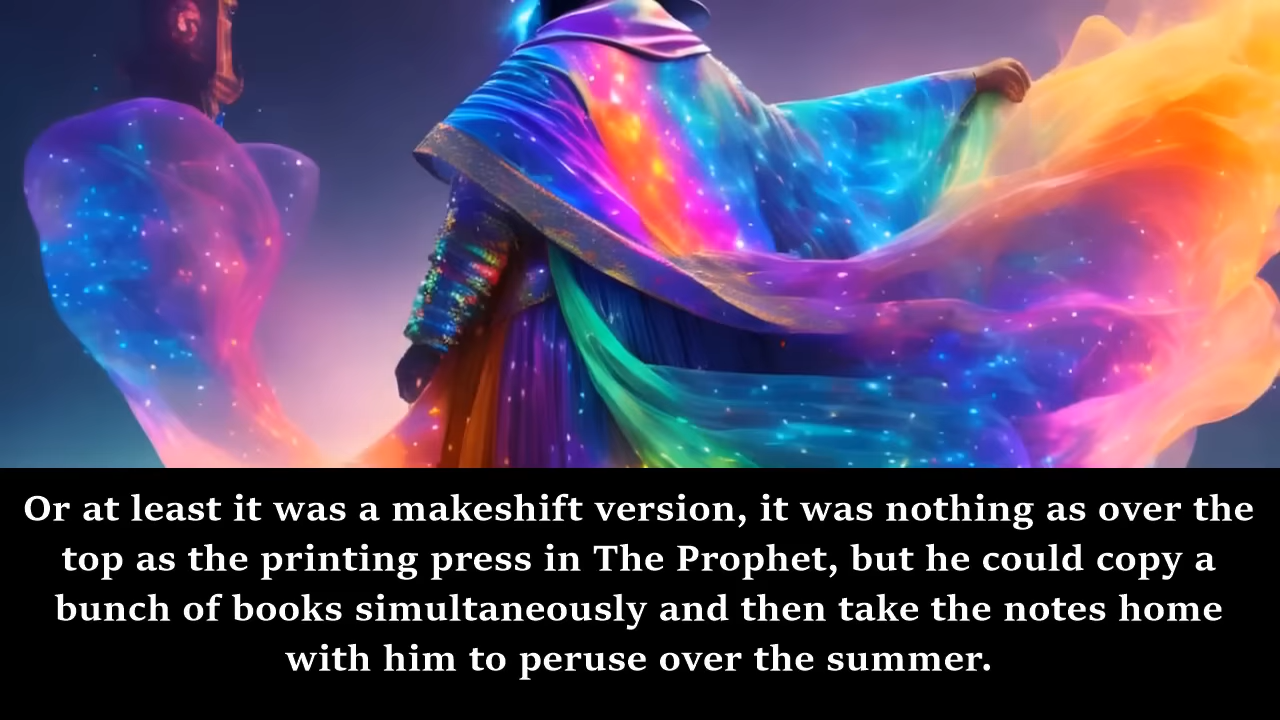 Or at least it was a makeshift version, it was nothing as over the
top as the printing press in The Prophet, but he could copy a
bunch of books simultaneously and then take the notes home
with him to peruse over the summer.